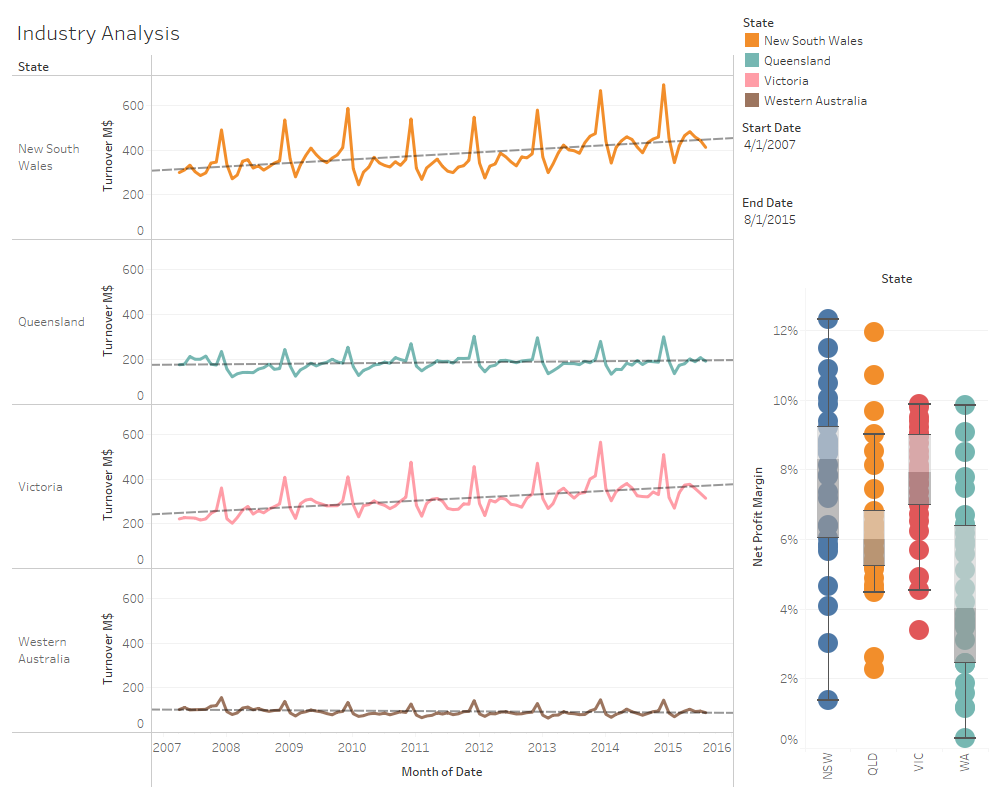 Industry Analysis
State
New South
Wales
Turnover M$
600
400
200
0
Queensland
Turnover M$
600
400
200
0
Victoria
Turnover M$
600
400
200
0
Western
Australia
Turnover M$
600
400
200
0
2007 2008 2009 2010 2011 2012 2013 2014 2015 2016
Month of Date
State
New South Wales
Queensland
Victoria
Western Australia
Start Date
4/1/2007
End Date
8/1/2015
State
Net Profit Margin
12%
10%
8%
6%
4%
2%
0%
NSW QLD VIC WA